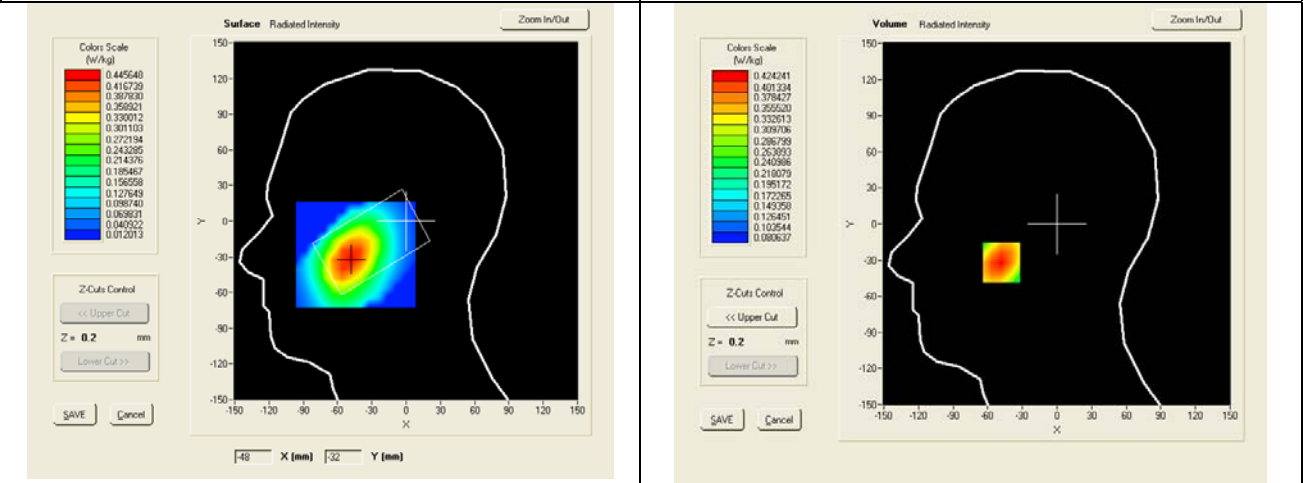 Surface Radiated Intensity
Zoom In/Out
Colors Scale
(W/kg)
0.445648
0.416739
0.387830
0.358921
0.330012
0.301103
0.272194
0.243285
0.214376
0.185467
0.156558
0.127649
0.098740
0.069831
0.040922
0.012013
Z-Cuts Control
<< Upper Cut
Z = 0.2 mm
Lower Cut >>
SAVE
Cancel
150
120
90
60
30
0
-30
-60
-90
-120
-150
Y
-150 -120 -90 -60 -30 0 30 60 90 120 150
X
-48 X (mm) -32 Y (mm)
Volume Radiated Intensity
Zoom In/Out
Colors Scale
(W/kg)
0.424241
0.401334
0.378427
0.355520
0.332613
0.309706
0.286799
0.263893
0.240986
0.218079
0.195172
0.172265
0.149358
0.126451
0.103544
0.080637
Z-Cuts Control
<< Upper Cut
Z = 0.2 mm
Lower Cut >>
SAVE
Cancel
150
120
90
60
30
0
-30
-60
-90
-120
-150
Y
-150 -120 -90 -60 -30 0 30 60 90 120 150
X